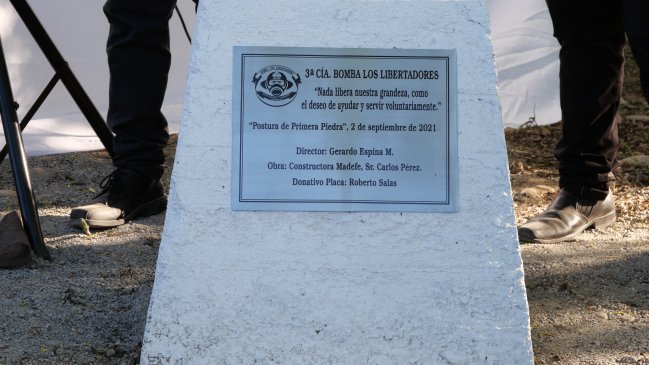 3ª CÍA. BOMBA LOS LIBERTADORES
"Nada libera nuestra grandeza, como
el deseo de ayudar y servir voluntariamente."
"Postura de Primera Piedra", 2 de septiembre de 2021
Director: Gerardo Espina M.
Obra: Constructora Madefe, Sr. Carlos Pérez.
Donativo Placa: Roberto Salas